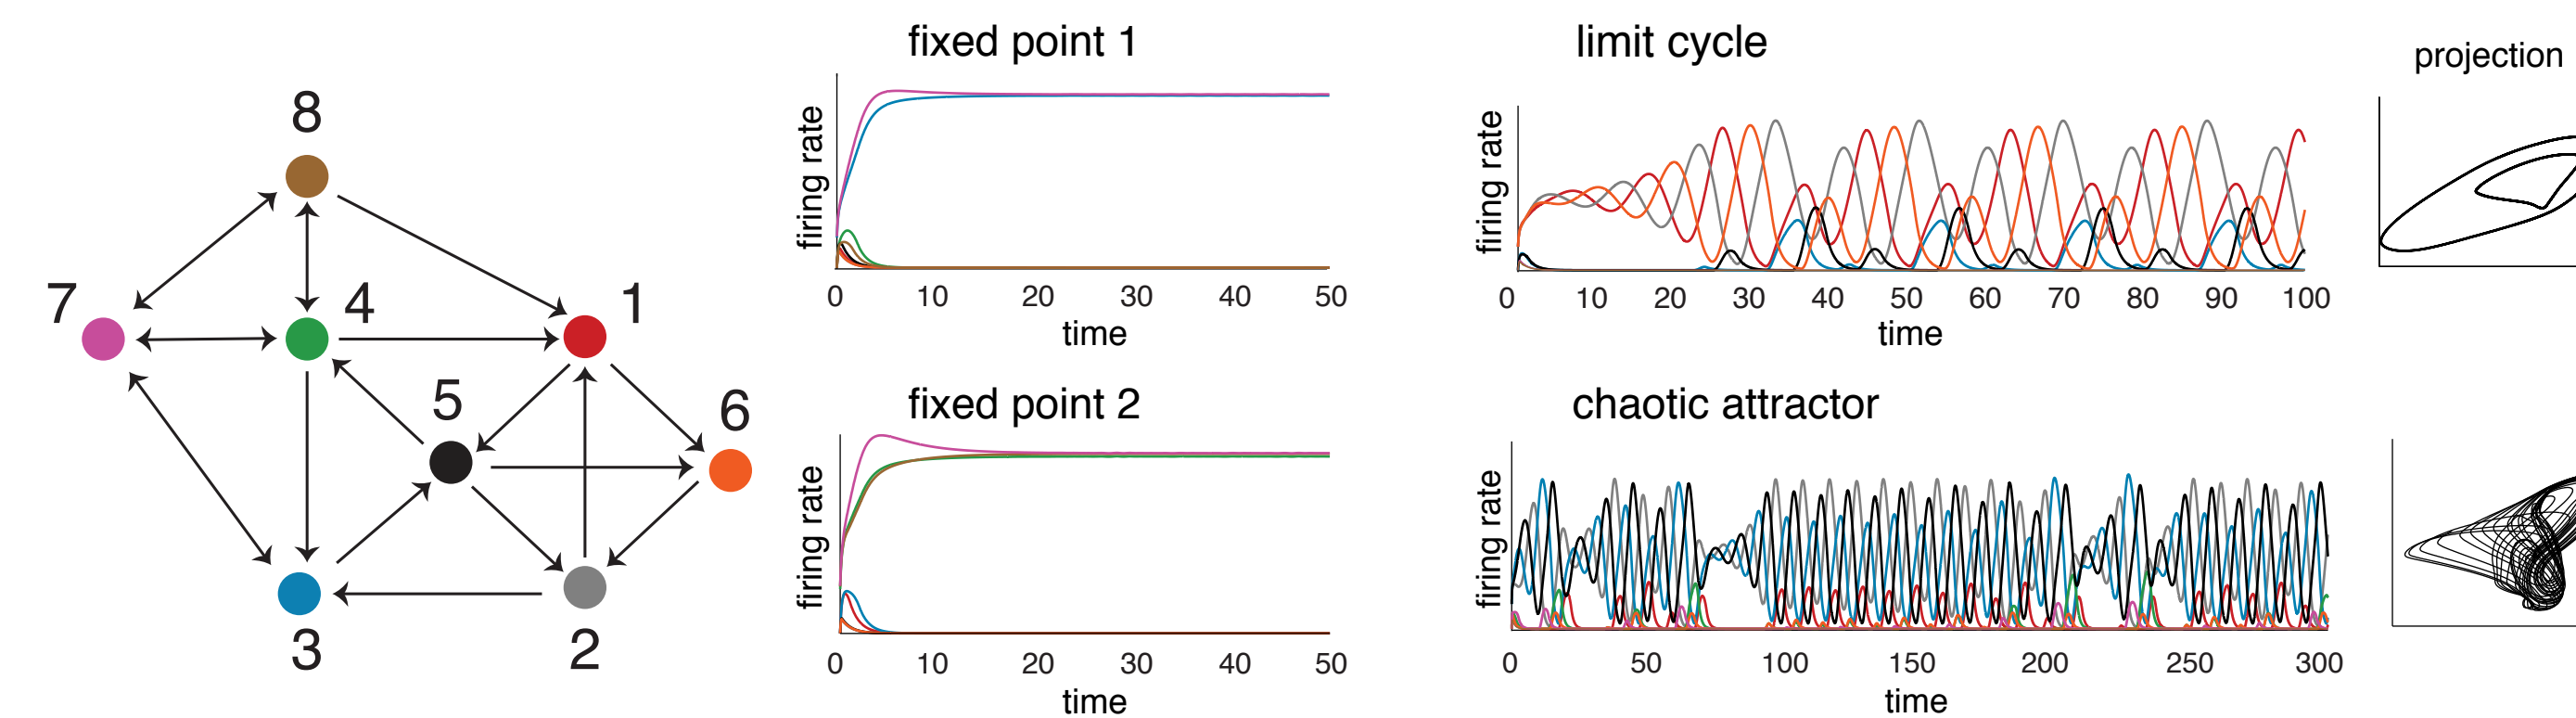 8
7
4
1
5
6
3
2
fixed point 1
firing rate
0 10 20 30 40 50
time
fixed point 2
firing rate
0 10 20 30 40 50
time
limit cycle
firing rate
0 10 20 30 40 50 60 70 80 90 100
time
projection
chaotic attractor
firing rate
0 50 100 150 200 250 300
time